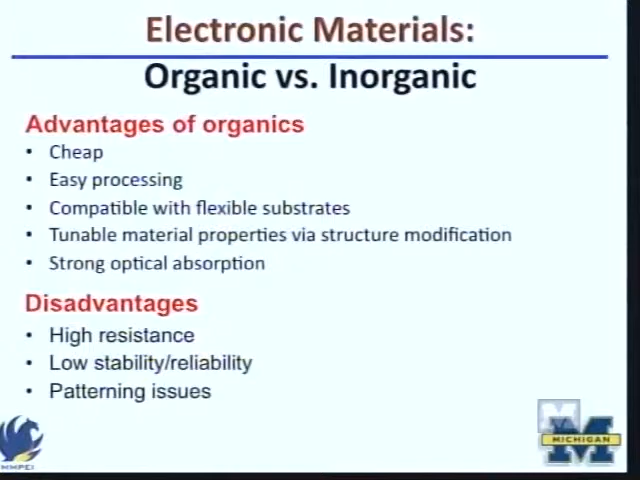 Electronic Materials:
Organic vs. Inorganic
Advantages of organics
• Cheap
• Easy processing
• Compatible with flexible substrates
• Tunable material properties via structure modification
• Strong optical absorption
Disadvantages
• High resistance
• Low stability/reliability
• Patterning issues
MHPEI
M
MICHIGAN